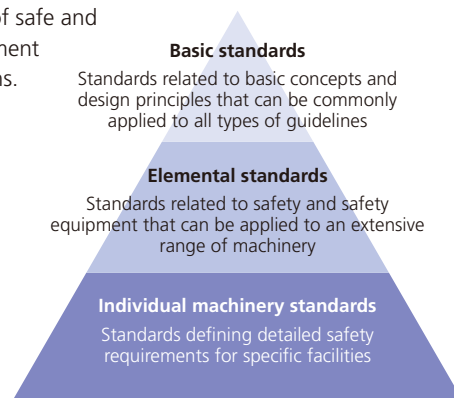 of safe and
ment
ns.
Basic standards
Standards related to basic concepts and
design principles that can be commonly
applied to all types of guidelines
Elemental standards
Standards related to safety and safety
equipment that can be applied to an extensive
range of machinery
Individual machinery standards
Standards defining detailed safety
requirements for specific facilities